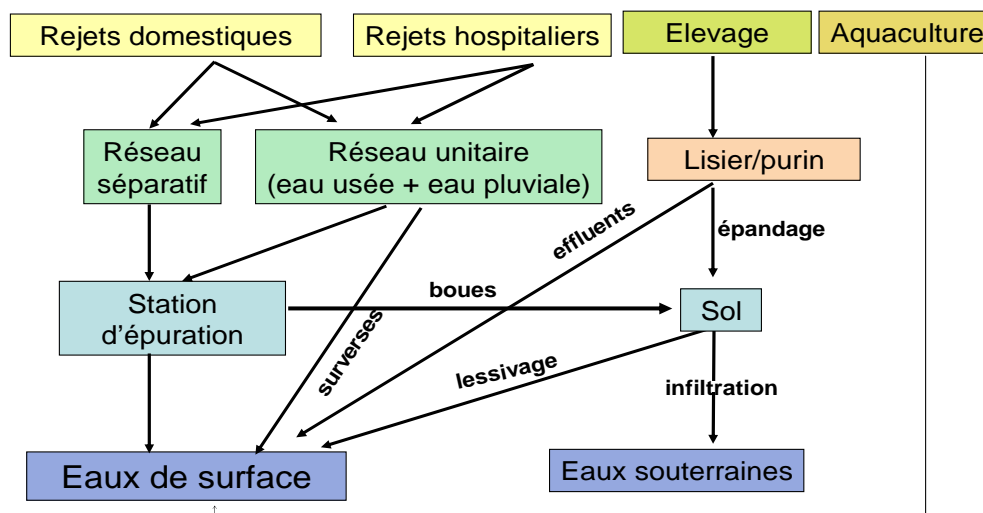 Rejets domestiques
Rejets hospitaliers
Elevage
Aquaculture
Réseau
séparatif
Réseau unitaire
(eau usée + eau pluviale)
Lisier/purin
effluents
épandage
boues
Station
d'épuration
Sol
surverses
lessivage
infiltration
Eaux de surface
Eaux souterraines